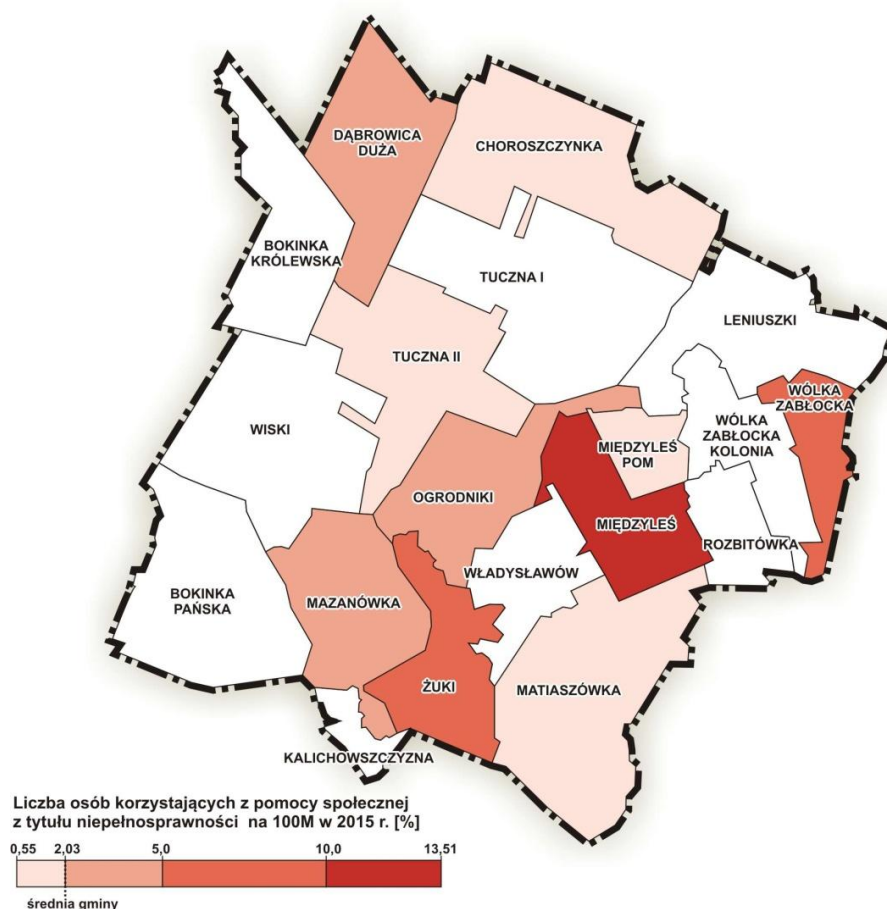 DĄBROWICA
DUŻA
CHOROSZCZYNKA
BOKINKA
KRÓLEWSKA
TUCZNA I
LENIUSZKI
TUCZNA II
WÓLKA
ZABŁOCKA
WISKI
WÓLKA
ZABŁOCKA
KOLONIA
MIĘDZYLEŚ
POM
OGRODNIKI
MIĘDZYLEŚ
ROZBITÓWKA
WŁADYSŁAWÓW
BOKINKA
PAŃSKA
MAZANÓWKA
ŻUKI
MATIASZÓWKA
KALICHOWSZCZYZNA
Liczba osób korzystających z pomocy społecznej
z tytułu niepełnosprawności na 100M w 2015 r. [%]
0,55 2,03 5,0 10,0 13,51
średnia gminy